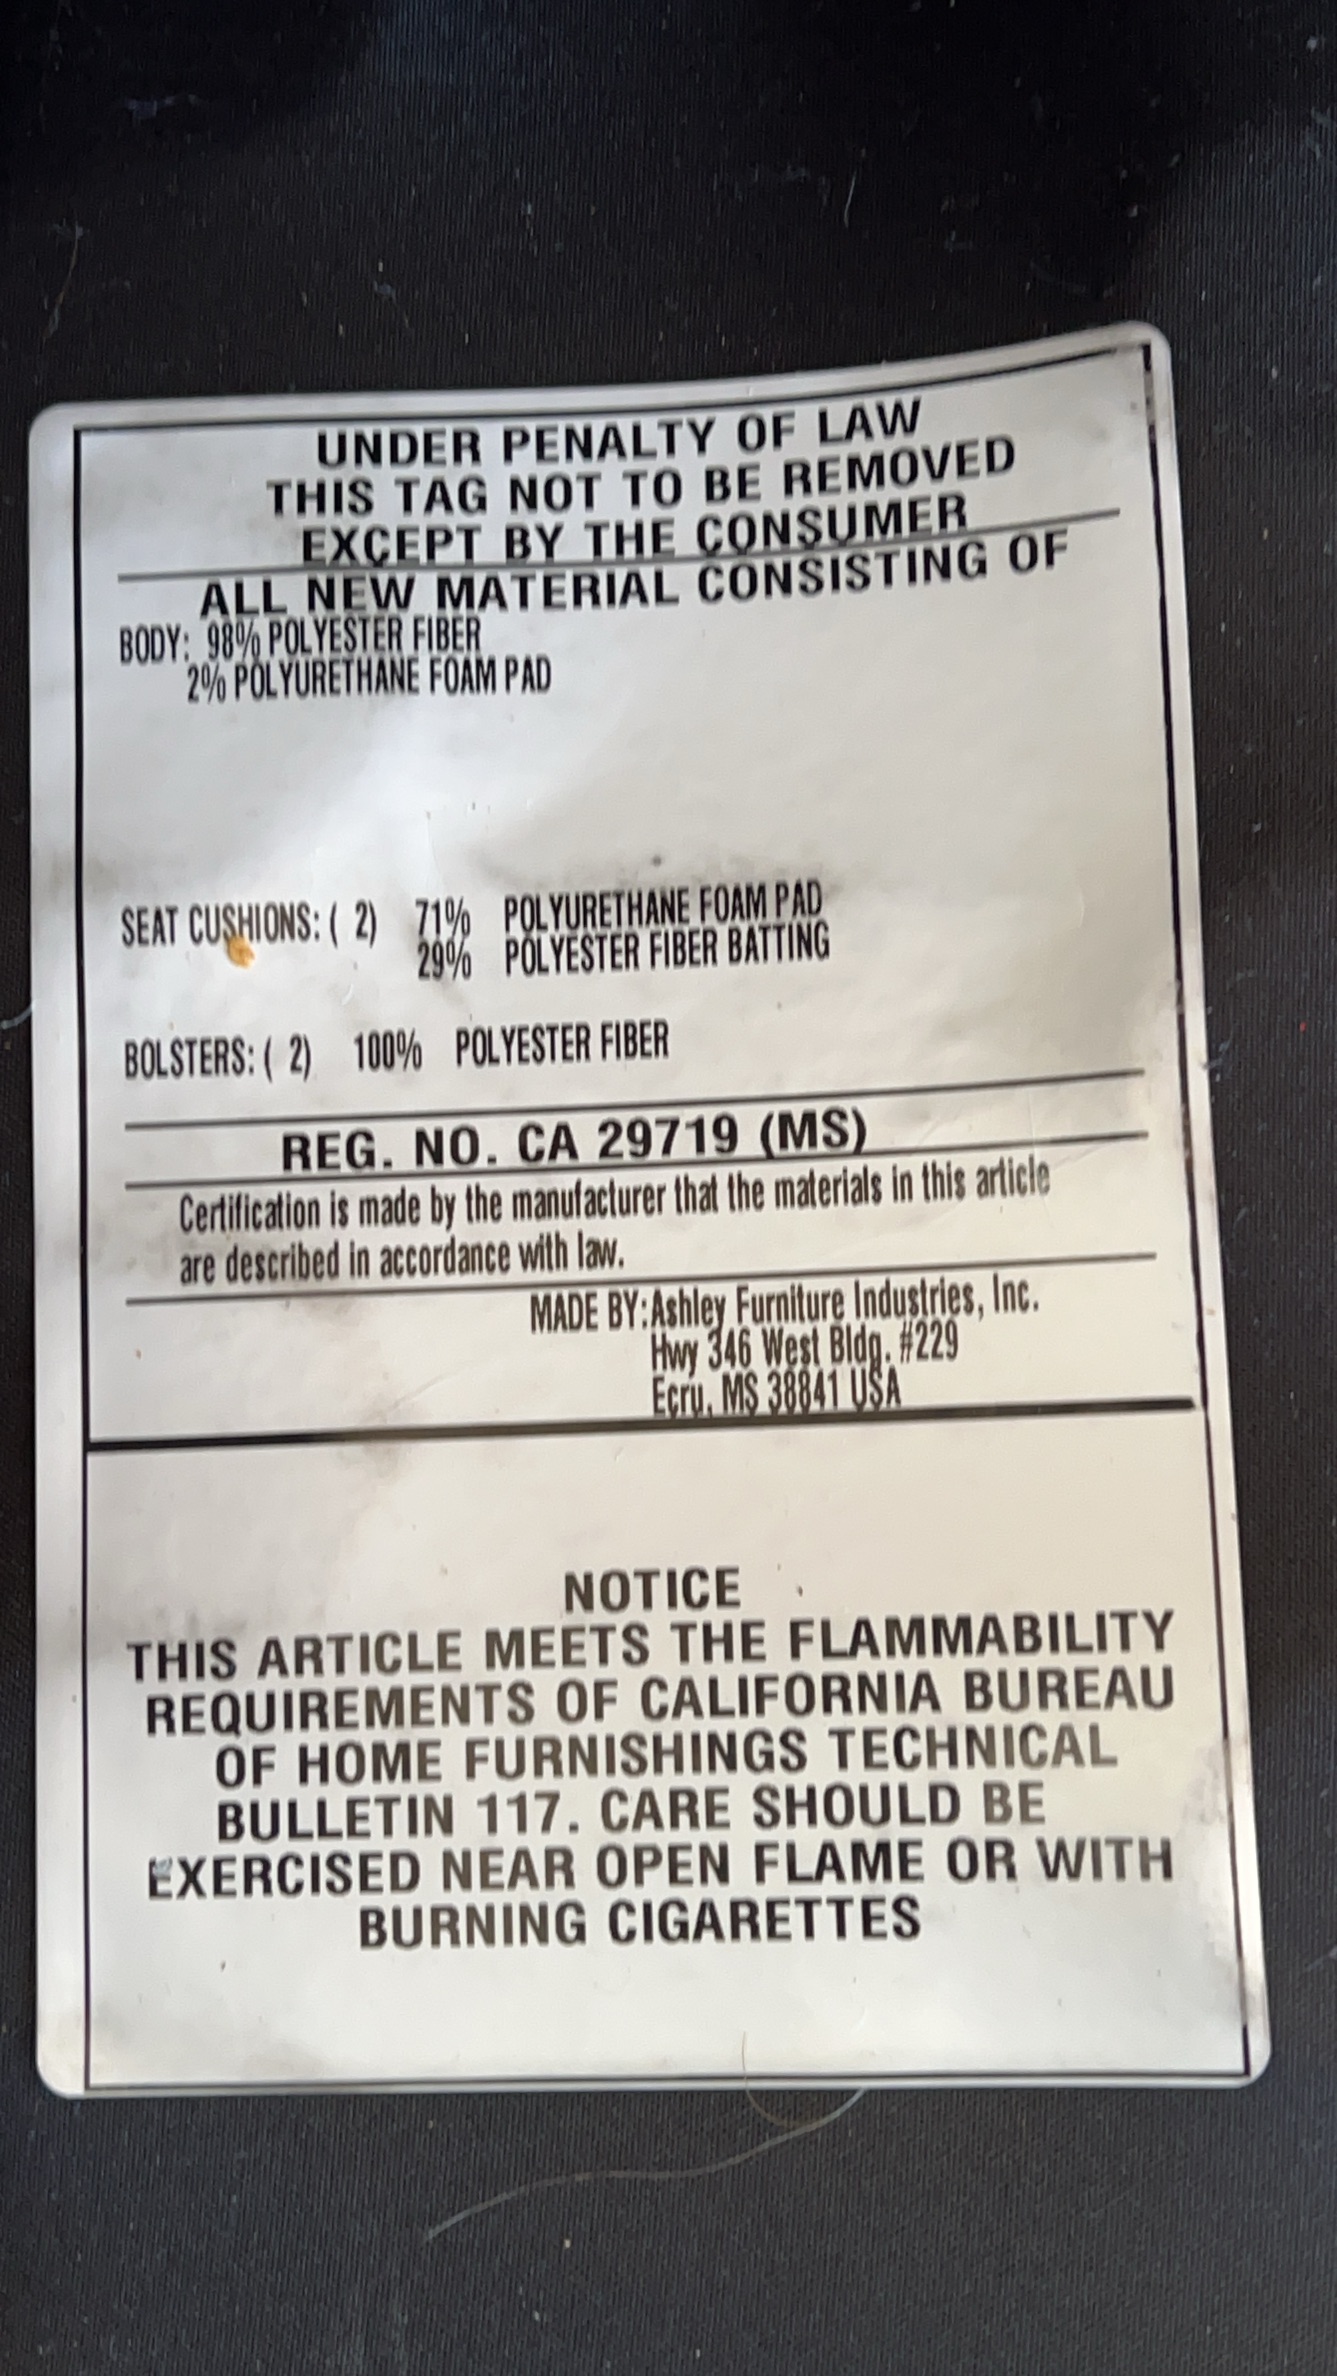 UNDER PENALTY OF LAW
THIS TAG NOT TO BE REMOVED
EXCEPT BY THE CONSUMER
ALL NEW MATERIAL CONSISTING OF
BODY: 98% POLYESTER FIBER
2% POLYURETHANE FOAM PAD
SEAT CUSHIONS: ( 2) 71% POLYURETHANE FOAM PAD
29% POLYESTER FIBER BATTING
BOLSTERS: ( 2) 100% POLYESTER FIBER
REG. NO. CA 29719 (MS)
Certification is made by the manufacturer that the materials in this article
are described in accordance with law.
MADE BY: Ashley Furniture Industries, Inc.
Hwy 346 West Bldg. #229
Ecru, MS 38841 USA
NOTICE
THIS ARTICLE MEETS THE FLAMMABILITY
REQUIREMENTS OF CALIFORNIA BUREAU
OF HOME FURNISHINGS TECHNICAL
BULLETIN 117. CARE SHOULD BE
EXERCISED NEAR OPEN FLAME OR WITH
BURNING CIGARETTES